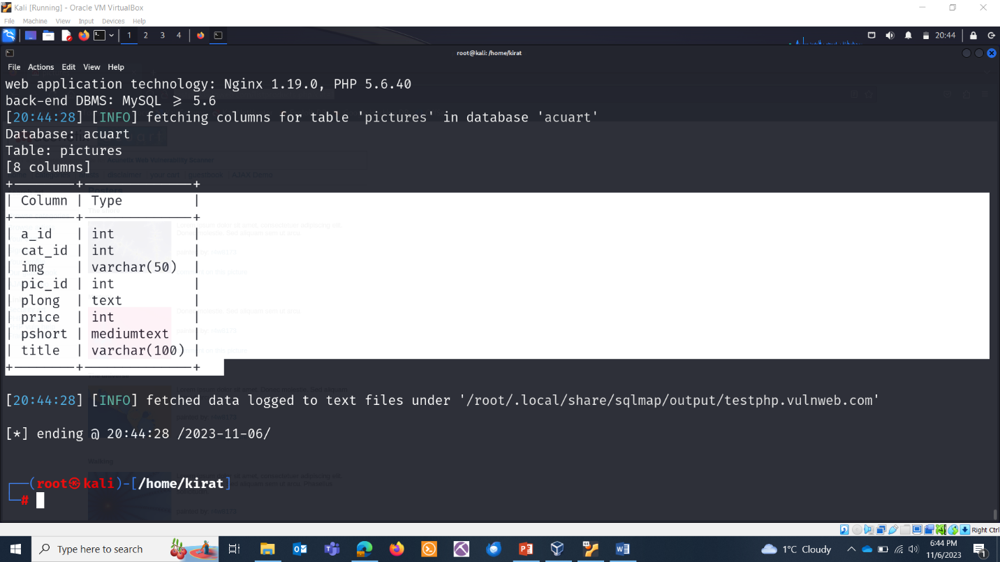 Kali [Running] - Oracle VM VirtualBox
File Machine View Input Devices Help
1 2 3 4
20:44
root@kali: /home/kirat
File Actions Edit View Help
web application technology: Nginx 1.19.0, PHP 5.6.40
back-end DBMS: MySQL ≥ 5.6
[20:44:28] [INFO] fetching columns for table 'pictures' in database 'acuart'
Database: acuart
Table: pictures
[8 columns]
+--------+--------------+
| Column | Type         |
+--------+--------------+
| a_id   | int          |
| cat_id | int          |
| img    | varchar(50)  |
| pic_id | int          |
| plong  | text         |
| price  | int          |
| pshort | mediumtext   |
| title  | varchar(100) |
+--------+--------------+
[20:44:28] [INFO] fetched data logged to text files under '/root/.local/share/sqlmap/output/testphp.vulnweb.com'
[*] ending @ 20:44:28 /2023-11-06/
(root㉿kali)-[/home/kirat]
#
Right Ctrl
Type here to search
1°C Cloudy
6:44 PM
11/6/2023
1